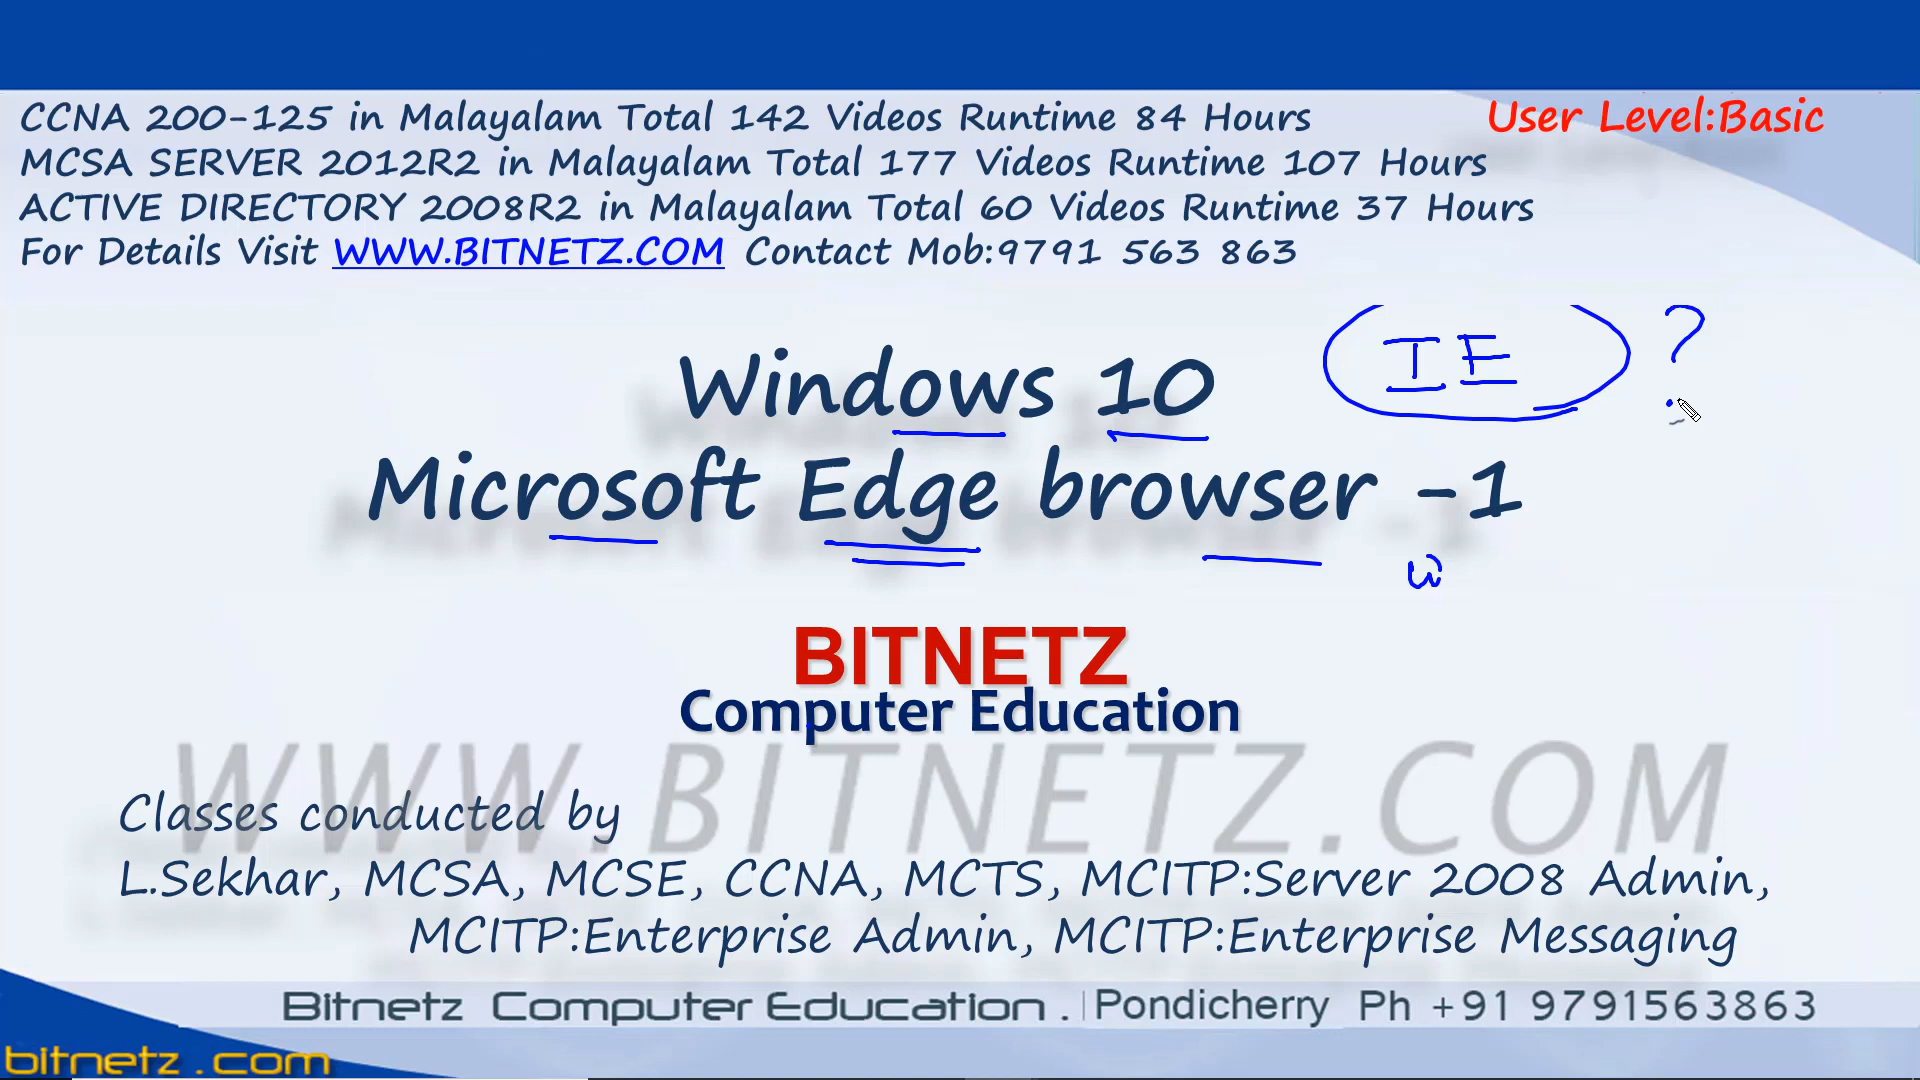 CCNA 200-125 in Malayalam Total 142 Videos Runtime 84 Hours
User Level:Basic
MCSA SERVER 2012R2 in Malayalam Total 177 Videos Runtime 107 Hours
ACTIVE DIRECTORY 2008R2 in Malayalam Total 60 Videos Runtime 37 Hours
For Details Visit WWW.BITNETZ.COM Contact Mob:9791 563 863
IE ?
Windows 10
Microsoft Edge browser -1
BITNETZ
Computer Education
WWW.BITNETZ.COM
Classes conducted by
L.Sekhar, MCSA, MCSE, CCNA, MCTS, MCITP:Server 2008 Admin,
MCITP:Enterprise Admin, MCITP:Enterprise Messaging
Bitnetz Computer Education . | Pondicherry Ph +91 9791563863
bitnetz . com